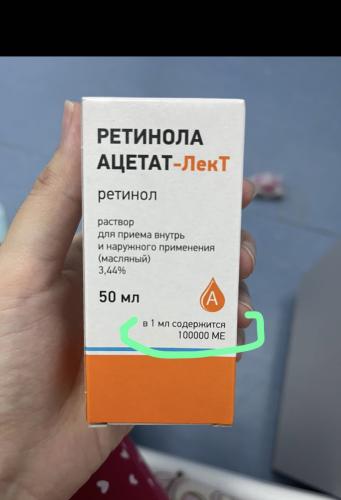 РЕТИНОЛА
АЦЕТАТ-ЛекТ
ретинол
раствор
для приема внутрь
и наружного применения
(масляный)
3,44%
50 мл
А
в 1 мл содержится
100000 МЕ